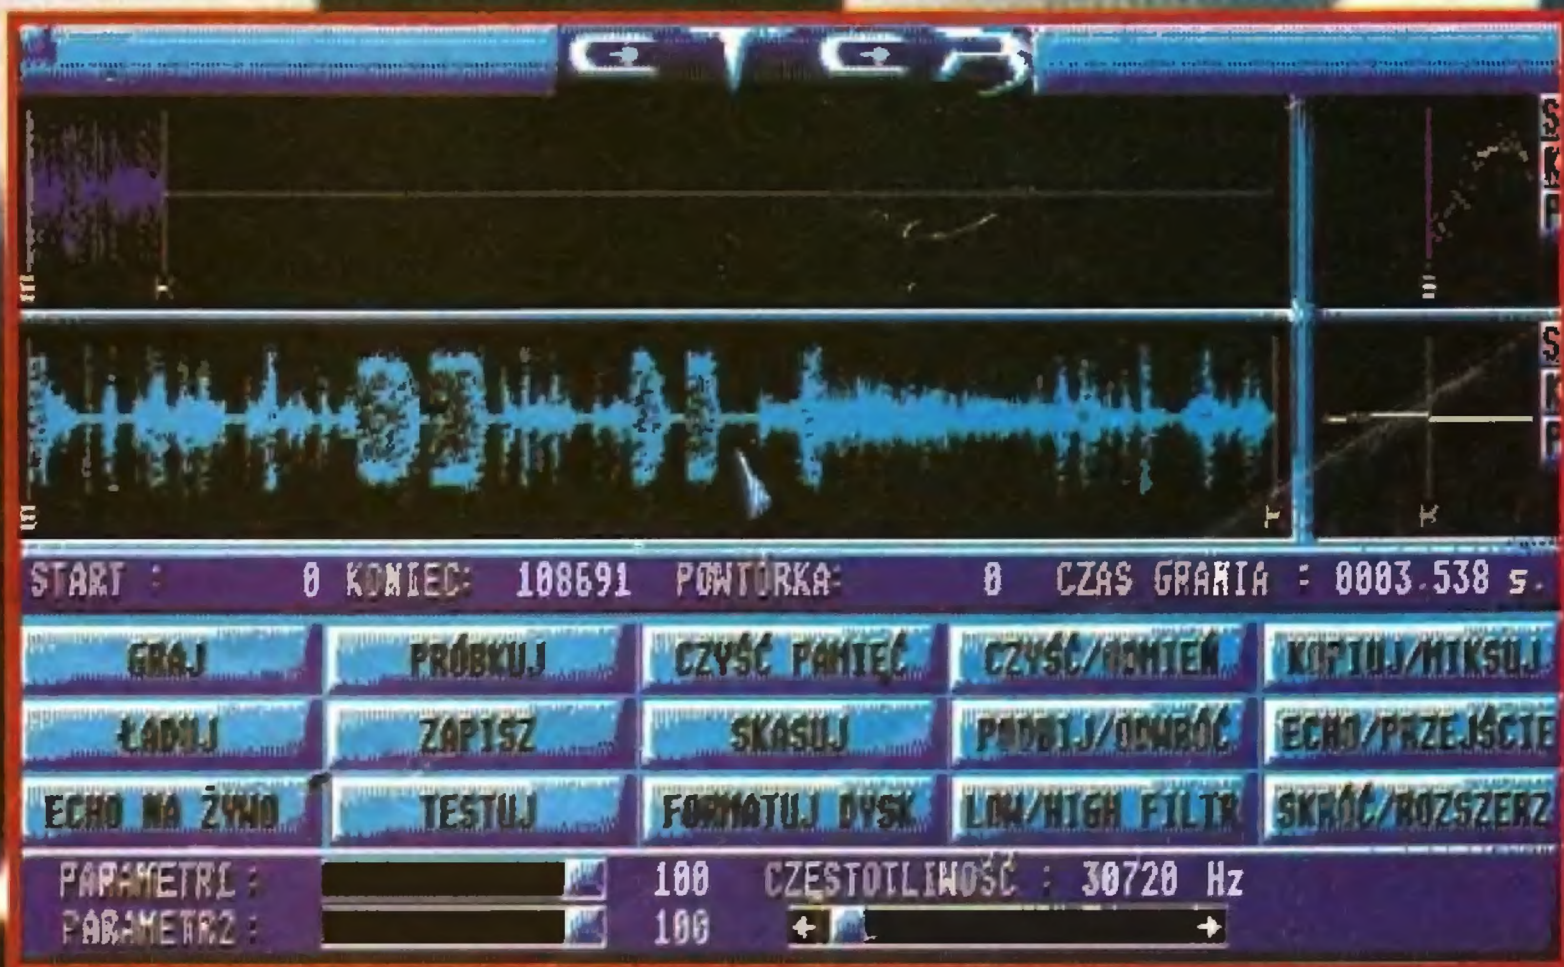 S
K
P
S
K
S
K
P
S
K
K
START : 0 KONIEC: 108691 POWTÓRKA: 0 CZAS GRANIA : 0003.538 s.
GRAJ PRÓBKUJ CZYŚĆ PAMIĘĆ CZYŚĆ/ZAMIEŃ KOPIUJ/MIKSUJ
ŁADUJ ZAPISZ SKASUJ PODBIJ/ODWRÓĆ ECHO/PRZEJŚCIE
ECHO NA ŻYWO TESTUJ FORMATUJ DYSK LOW/HIGH FILTR SKRÓĆ/ROZSZERZ
PARAMETR1 : 100 CZĘSTOTLIWOŚĆ : 30720 Hz
PARAMETR2 : 100